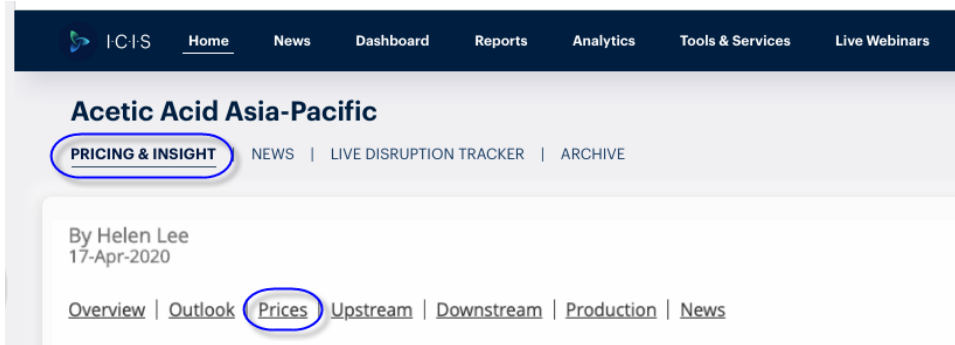 I·C·I·S Home News Dashboard Reports Analytics Tools & Services Live Webinars
Acetic Acid Asia-Pacific
PRICING & INSIGHT | NEWS | LIVE DISRUPTION TRACKER | ARCHIVE
By Helen Lee
17-Apr-2020
Overview | Outlook | Prices | Upstream | Downstream | Production | News